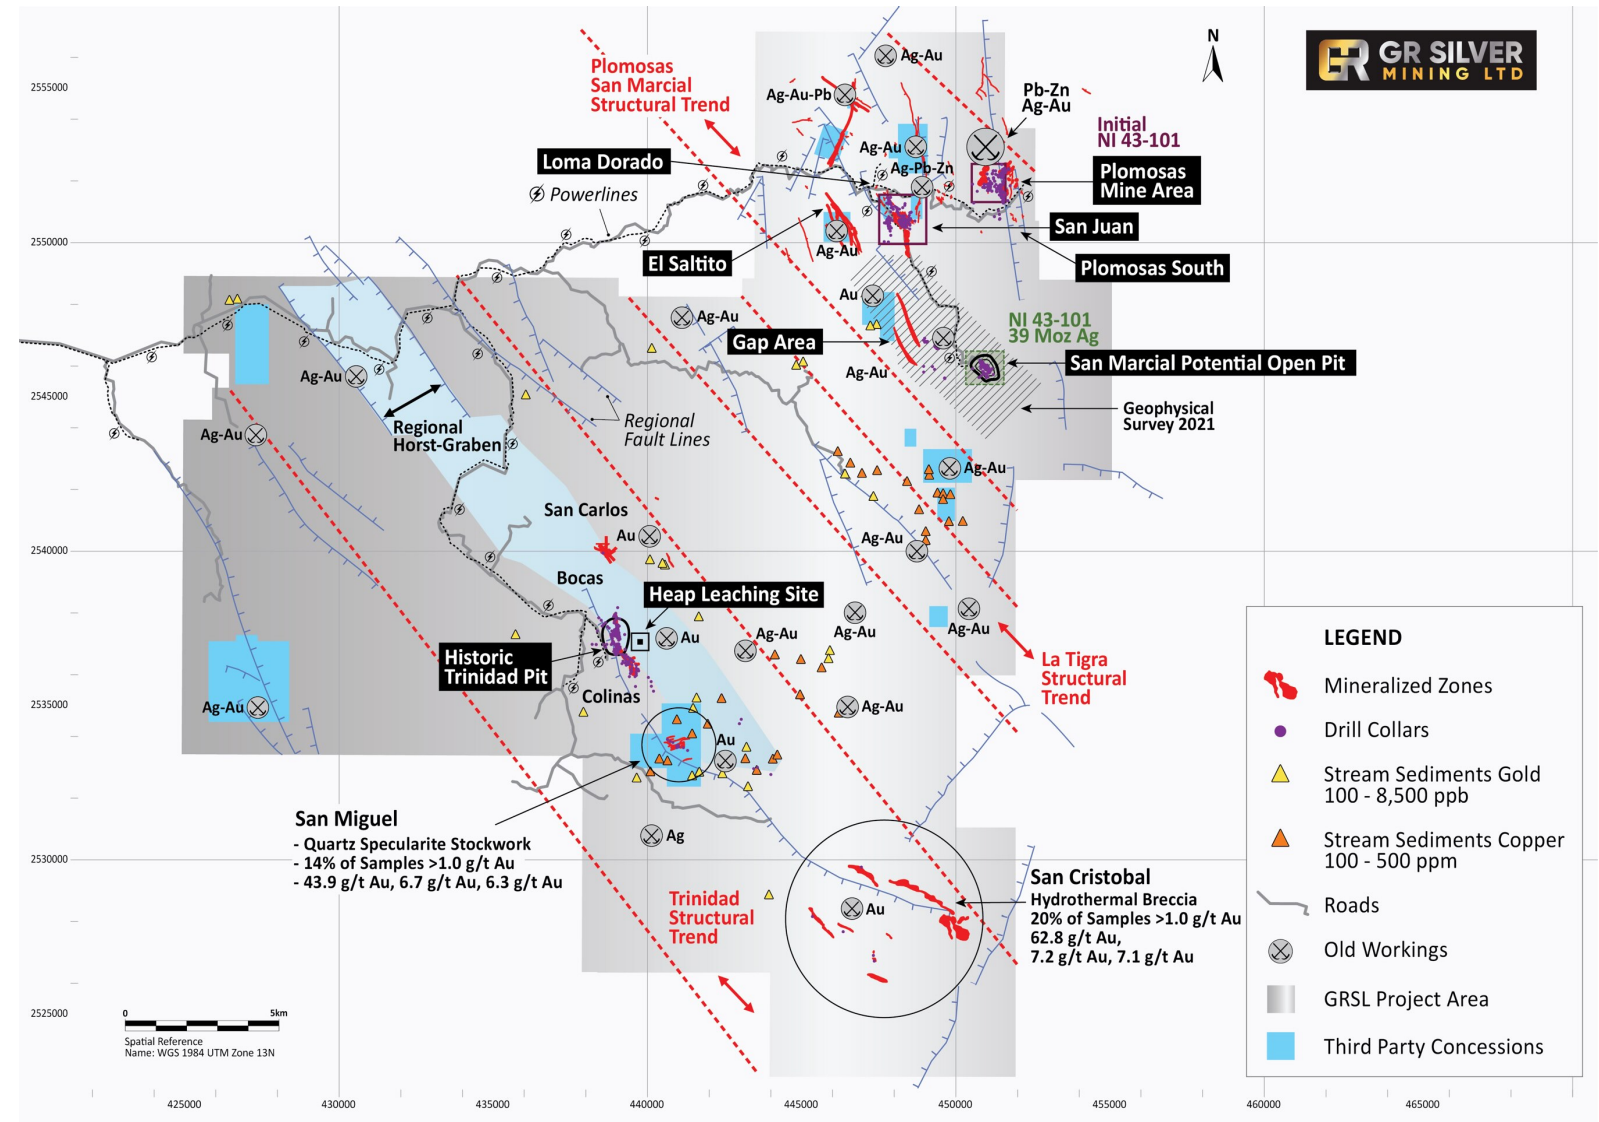 GR SILVER
MINING LTD
N
2555000
2550000
2545000
2540000
2535000
2530000
2525000
425000
430000
435000
440000
445000
450000
455000
460000
465000
Plomosas
San Marcial
Structural Trend
Ag-Au
Ag-Au-Pb
Pb-Zn
Ag-Au
Initial
NI 43-101
Ag-Au
Ag-Pb-Zn
Loma Dorado
Plomosas
Mine Area
Powerlines
San Juan
El Saltito
Ag-Au
Plomosas South
Au
Ag-Au
NI 43-101
39 Moz Ag
Gap Area
San Marcial Potential Open Pit
Ag-Au
Ag-Au
Geophysical
Survey 2021
Regional
Horst-Graben
Regional
Fault Lines
Ag-Au
Ag-Au
San Carlos
Au
Ag-Au
Bocas
Heap Leaching Site
Au
Ag-Au
Ag-Au
Ag-Au
Historic
Trinidad Pit
La Tigra
Structural
Trend
Colinas
Ag-Au
Ag-Au
Au
San Miguel
- Quartz Specularite Stockwork
- 14% of Samples >1.0 g/t Au
- 43.9 g/t Au, 6.7 g/t Au, 6.3 g/t Au
Ag
Trinidad
Structural
Trend
Au
San Cristobal
Hydrothermal Breccia
20% of Samples >1.0 g/t Au
62.8 g/t Au,
7.2 g/t Au, 7.1 g/t Au
0 5km
Spatial Reference
Name: WGS 1984 UTM Zone 13N
LEGEND
Mineralized Zones
Drill Collars
Stream Sediments Gold
100 - 8,500 ppb
Stream Sediments Copper
100 - 500 ppm
Roads
Old Workings
GRSL Project Area
Third Party Concessions